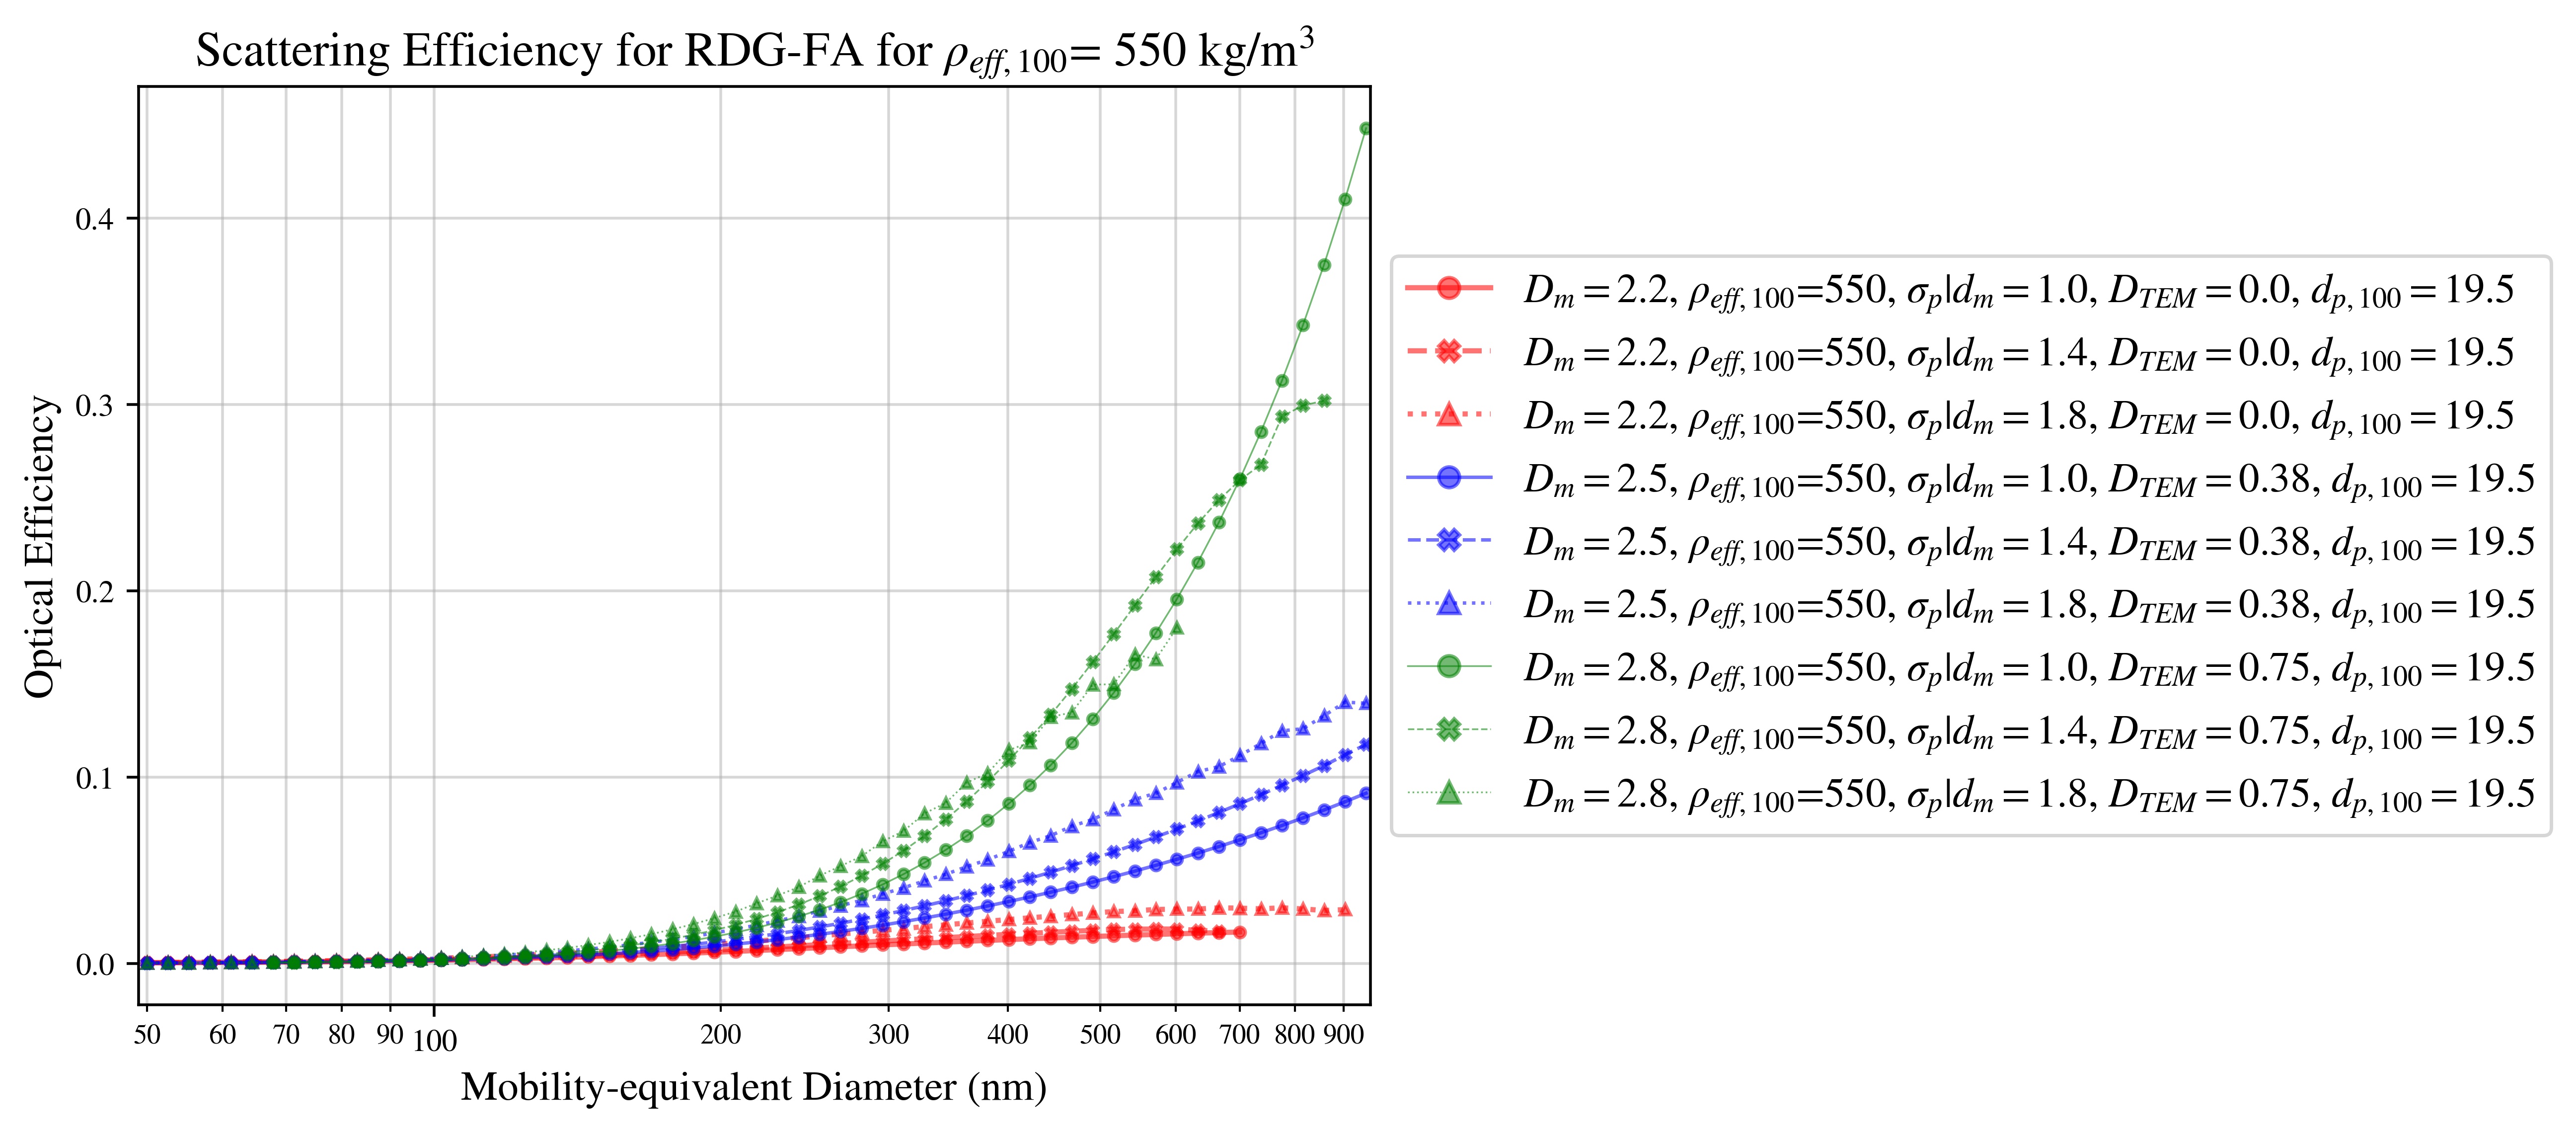 Scattering Efficiency for RDG-FA for ρeff,100= 550 kg/m³
Optical Efficiency
0.4
0.3
0.2
0.1
0.0
50 60 70 80 90 100 200 300 400 500 600 700 800 900
Mobility-equivalent Diameter (nm)
Dm = 2.2, ρeff,100=550, σp|dm = 1.0, DTEM = 0.0, dp,100 = 19.5
Dm = 2.2, ρeff,100=550, σp|dm = 1.4, DTEM = 0.0, dp,100 = 19.5
Dm = 2.2, ρeff,100=550, σp|dm = 1.8, DTEM = 0.0, dp,100 = 19.5
Dm = 2.5, ρeff,100=550, σp|dm = 1.0, DTEM = 0.38, dp,100 = 19.5
Dm = 2.5, ρeff,100=550, σp|dm = 1.4, DTEM = 0.38, dp,100 = 19.5
Dm = 2.5, ρeff,100=550, σp|dm = 1.8, DTEM = 0.38, dp,100 = 19.5
Dm = 2.8, ρeff,100=550, σp|dm = 1.0, DTEM = 0.75, dp,100 = 19.5
Dm = 2.8, ρeff,100=550, σp|dm = 1.4, DTEM = 0.75, dp,100 = 19.5
Dm = 2.8, ρeff,100=550, σp|dm = 1.8, DTEM = 0.75, dp,100 = 19.5